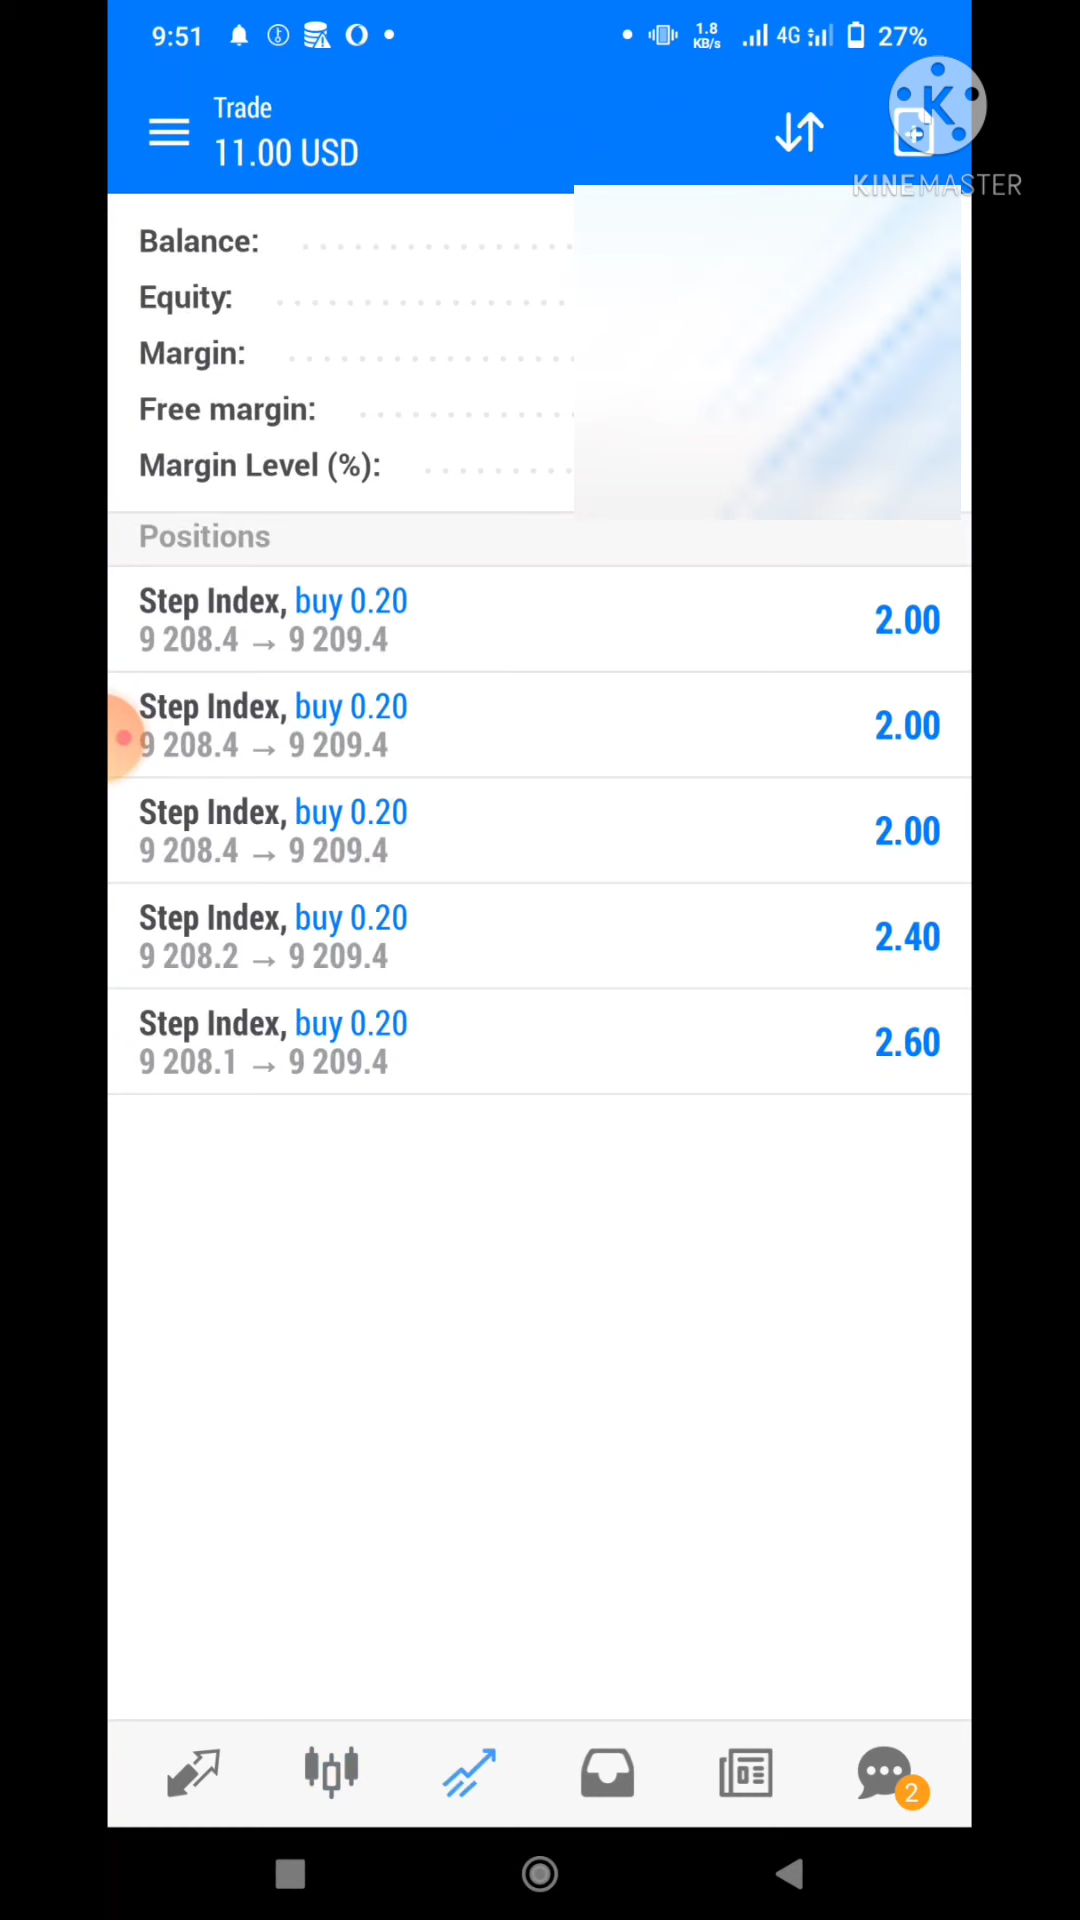 9:51 1.8 KB/s 4G 27%
Trade
11.00 USD
K
KINEMASTER
Balance:
Equity:
Margin:
Free margin:
Margin Level (%):
Positions
Step Index, buy 0.20 2.00
9 208.4 → 9 209.4
Step Index, buy 0.20 2.00
9 208.4 → 9 209.4
Step Index, buy 0.20 2.00
9 208.4 → 9 209.4
Step Index, buy 0.20 2.40
9 208.2 → 9 209.4
Step Index, buy 0.20 2.60
9 208.1 → 9 209.4
2